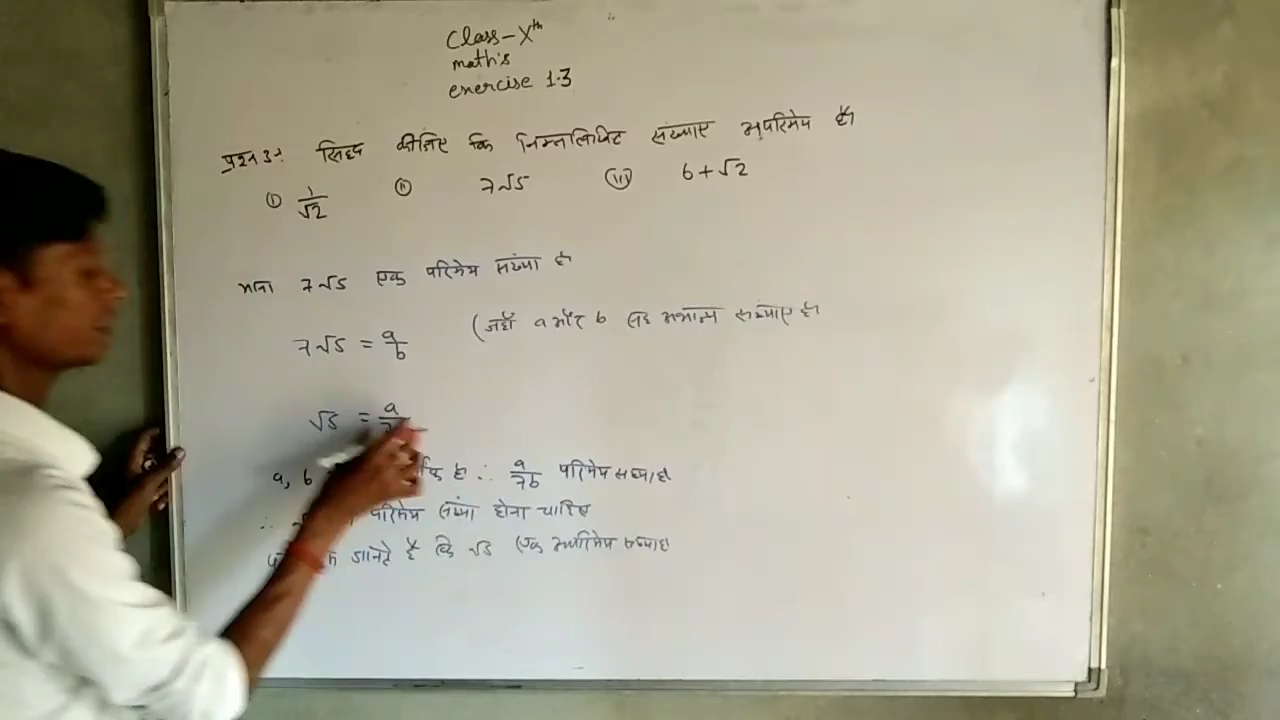 Class-Xth
math's
exercise 1.3
प्रश्न 3:- सिद्ध कीजिए कि निम्नलिखित संख्याए अपरिमेय है।
(i) 1/√2 (ii) 7√5 (iii) 6+√2
माना 7√5 एक परिमेय संख्या है
7√5 = a/b (जहाँ a और b सह अभाज्य संख्याए है।
√5 = a/
a, b है ∴ a/7b परिमेय संख्या है
∴ परिमेय संख्या होना चाहिए
जानते है कि √5 एक अपरिमेय संख्या है